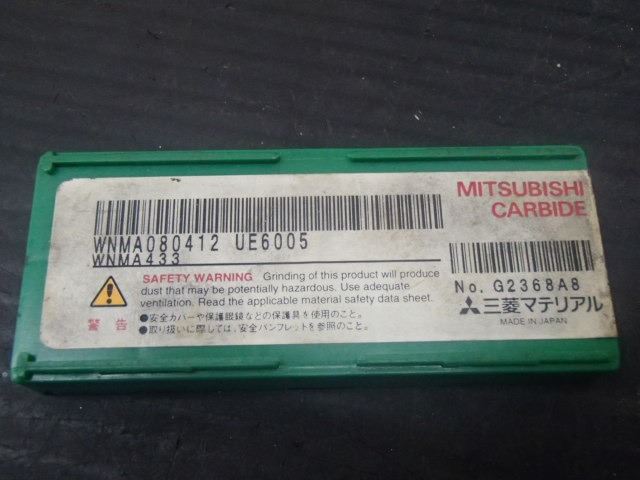 MITSUBISHI
CARBIDE
WNMA080412 UE6005
WNMA433
No. G2368A8
SAFETY WARNING Grinding of this product will produce
dust that may be potentially hazardous. Use adequate
ventilation. Read the applicable material safety data sheet.
警告
●安全カバーや保護眼鏡などの保護具を使用のこと。
●取り扱いに際しては、安全パンフレットを参照のこと。
三菱マテリアル
MADE IN JAPAN